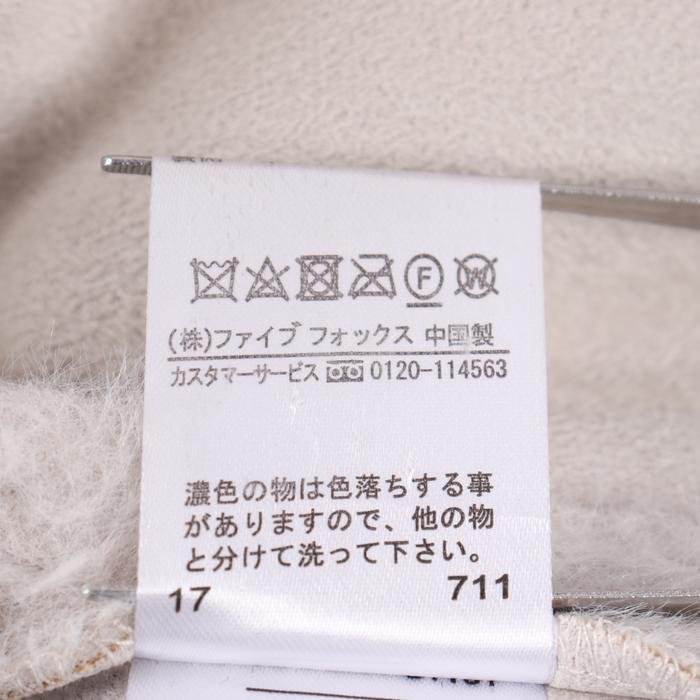 F W
(株)ファイブ フォックス 中国製
カスタマーサービス 0120-114563
濃色の物は色落ちする事
がありますので、他の物
と分けて洗って下さい。
17 711